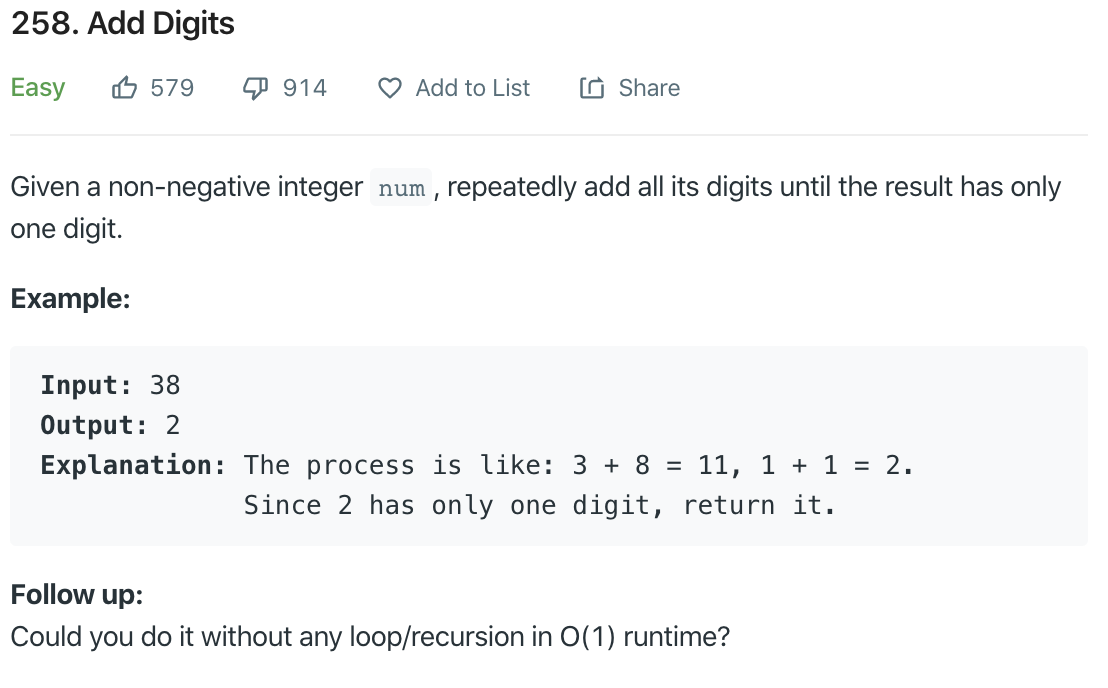 258. Add Digits
Easy 579 914 Add to List Share
Given a non-negative integer num, repeatedly add all its digits until the result has only
one digit.
Example:
Input: 38
Output: 2
Explanation: The process is like: 3 + 8 = 11, 1 + 1 = 2.
Since 2 has only one digit, return it.
Follow up:
Could you do it without any loop/recursion in O(1) runtime?